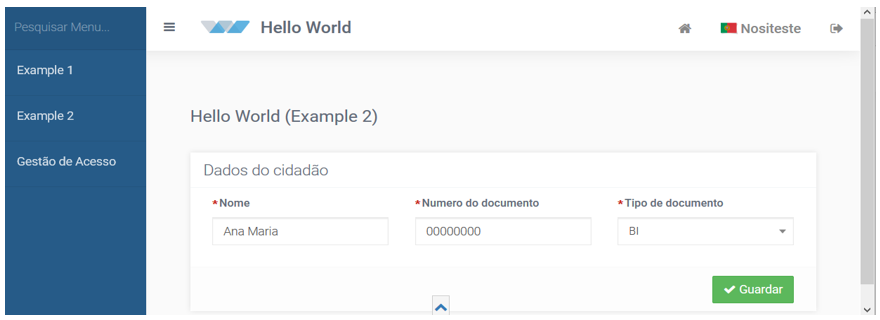 Pesquisar Menu...
Hello World
Nositeste
Example 1
Example 2
Gestão de Acesso
Hello World (Example 2)
Dados do cidadão
*Nome *Numero do documento *Tipo de documento
Ana Maria 00000000 BI
Guardar